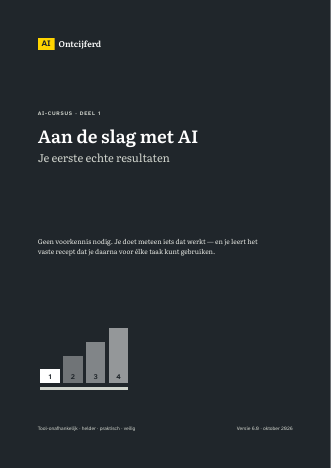 AI Ontcijferd
AI-CURSUS · DEEL 1
Aan de slag met AI
Je eerste echte resultaten
Geen voorkennis nodig. Je doet meteen iets dat werkt — en je leert het
vaste recept dat je daarna voor élke taak kunt gebruiken.
1 2 3 4
Tool-onafhankelijk · helder · praktisch · veilig
Versie 6.0 · oktober 2026